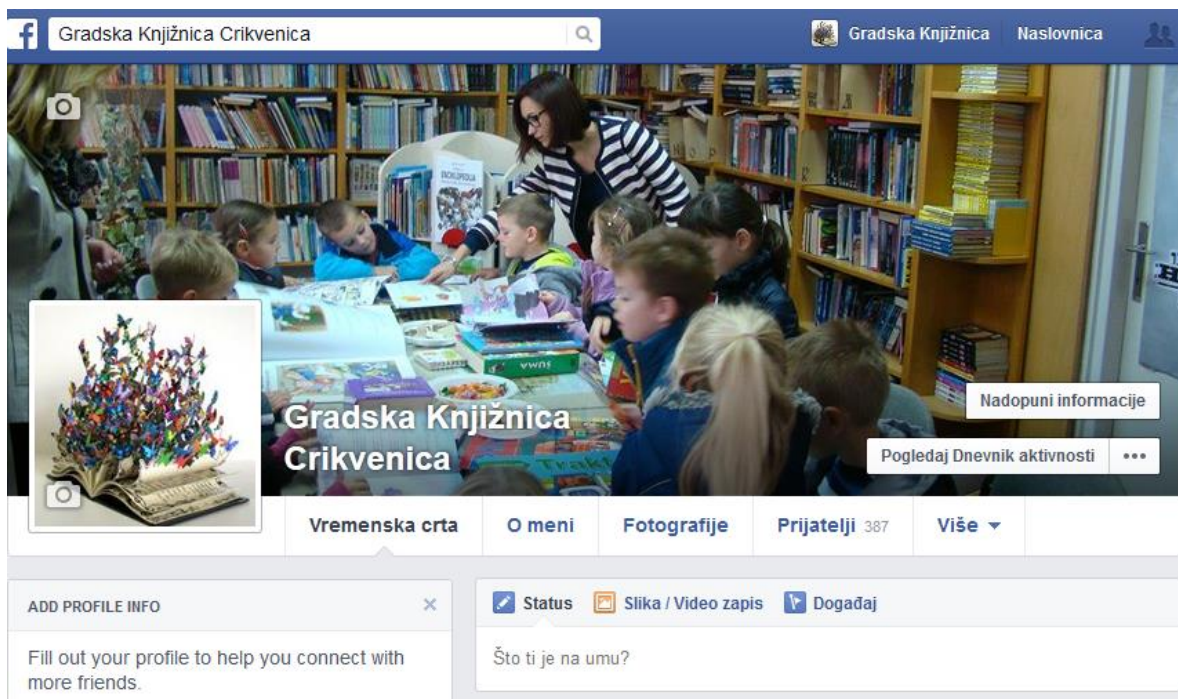 Gradska Knjižnica Crikvenica
Gradska Knjižnica
Naslovnica
ENCIKLOPEDIJA
ŠUMA
Gradska Knjižnica
Crikvenica
Nadopuni informacije
Pogledaj Dnevnik aktivnosti
Vremenska crta
O meni
Fotografije
Prijatelji 387
Više
ADD PROFILE INFO
Status
Slika / Video zapis
Događaj
Fill out your profile to help you connect with
more friends.
Što ti je na umu?